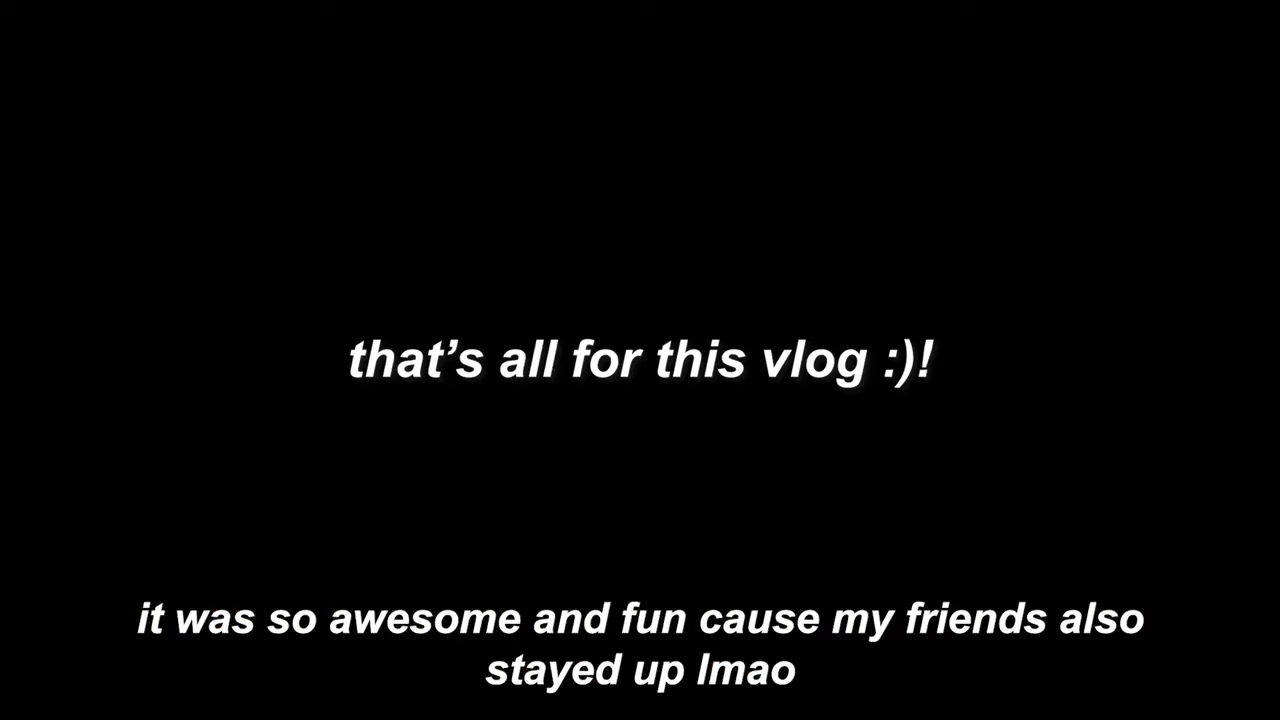 that’s all for this vlog :)!
it was so awesome and fun cause my friends also
stayed up lmao